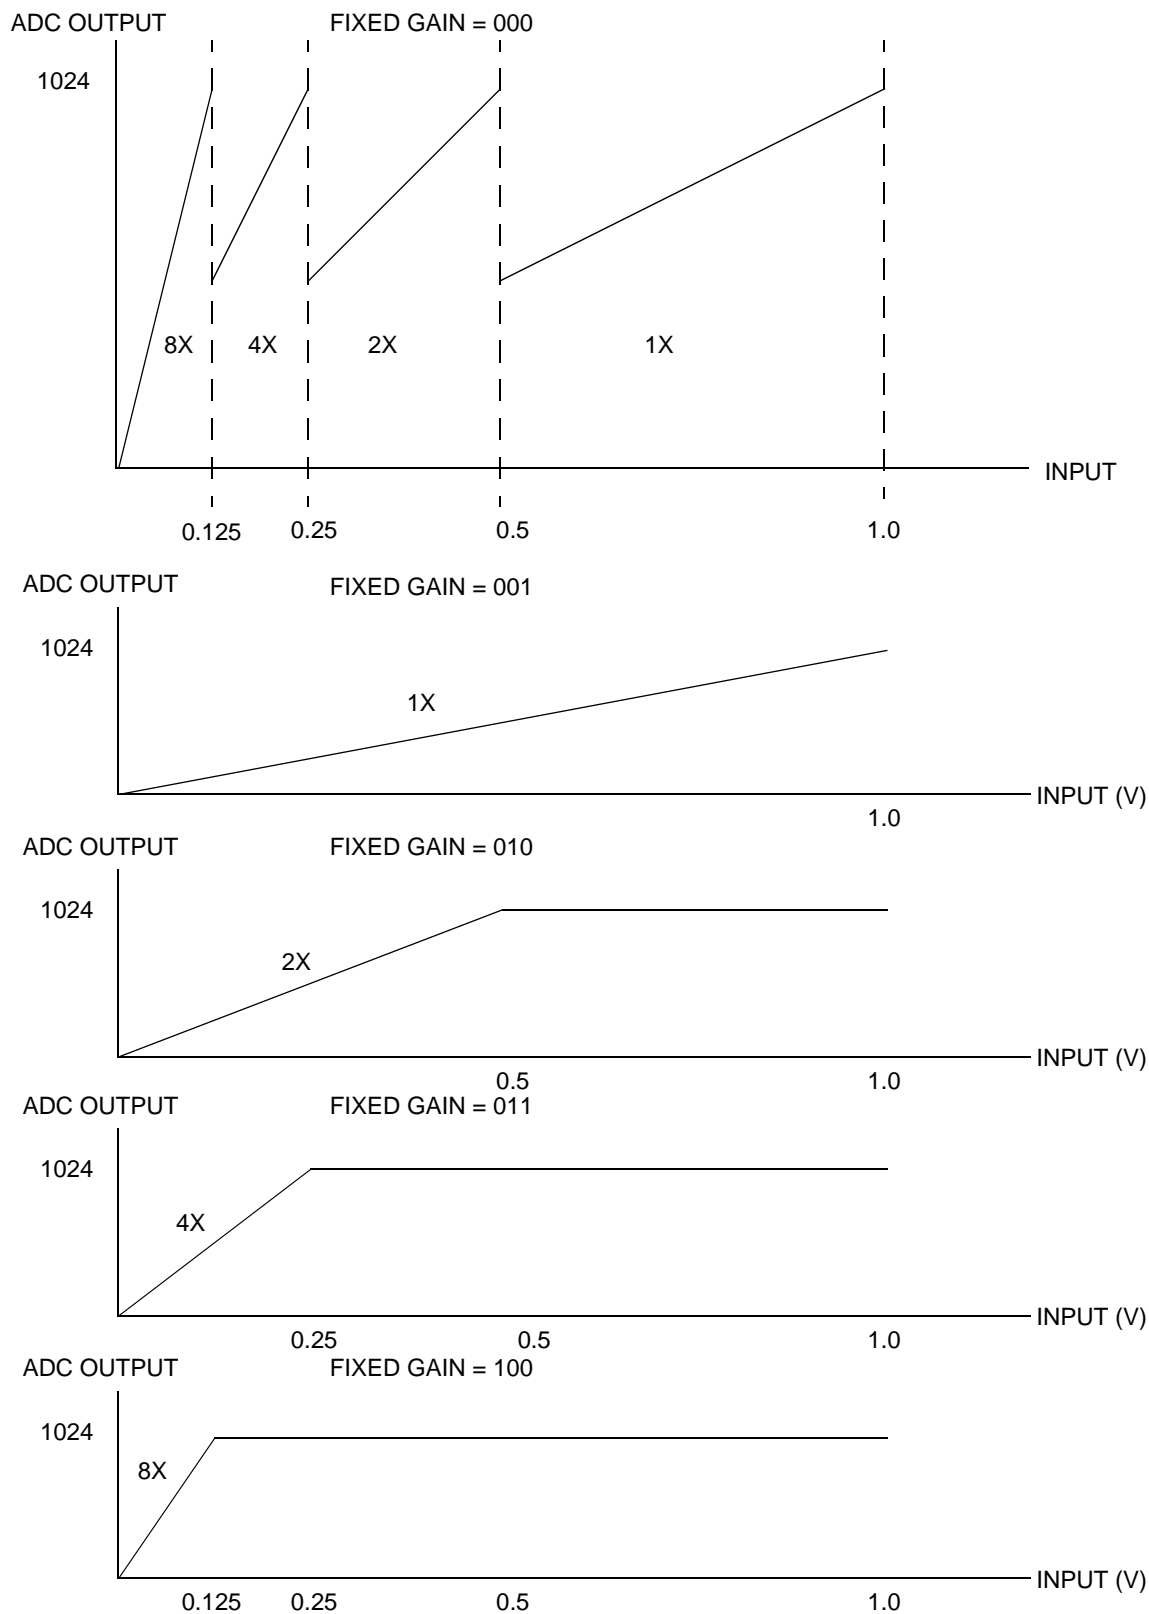 ADC OUTPUT FIXED GAIN = 000
1024
8X 4X 2X 1X
INPUT
0.125 0.25 0.5 1.0
ADC OUTPUT FIXED GAIN = 001
1024
1X
INPUT (V)
1.0
ADC OUTPUT FIXED GAIN = 010
1024
2X
INPUT (V)
0.5 1.0
ADC OUTPUT FIXED GAIN = 011
1024
4X
INPUT (V)
0.25 0.5 1.0
ADC OUTPUT FIXED GAIN = 100
1024
8X
INPUT (V)
0.125 0.25 0.5 1.0